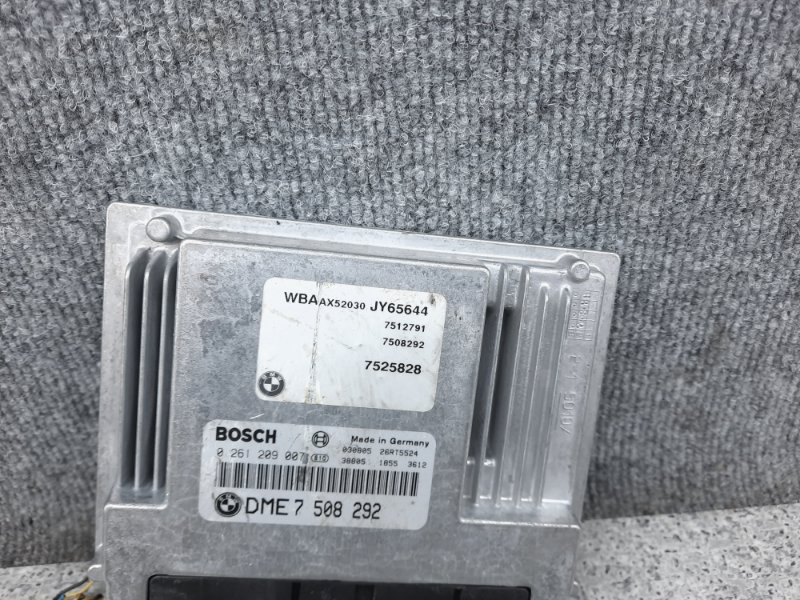 WBAAX52030 JY65644
7512791
7508292
7525828
BOSCH
Made in Germany
0 261 209 007
030805 26RT5524
38805 1855 3612
DME 7 508 292